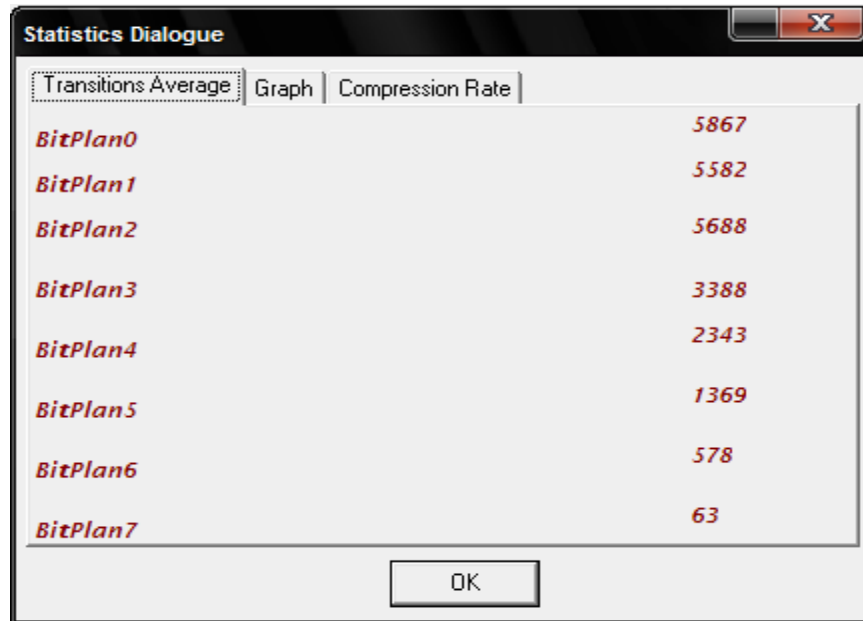 Statistics Dialogue
Transitions Average Graph Compression Rate
BitPlan0 5867
BitPlan1 5582
BitPlan2 5688
BitPlan3 3388
BitPlan4 2343
BitPlan5 1369
BitPlan6 578
BitPlan7 63
OK